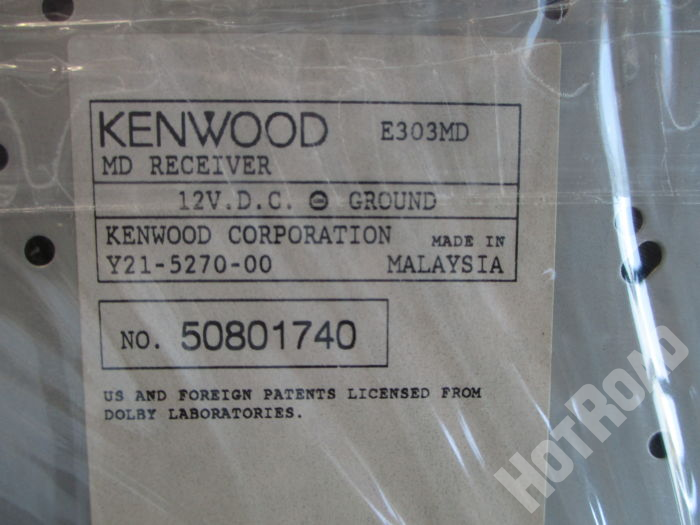 KENWOOD E303MD
MD RECEIVER
12V.D.C. ⊖ GROUND
KENWOOD CORPORATION MADE IN
Y21-5270-00 MALAYSIA
NO. 50801740
US AND FOREIGN PATENTS LICENSED FROM
DOLBY LABORATORIES.
HOTROAD